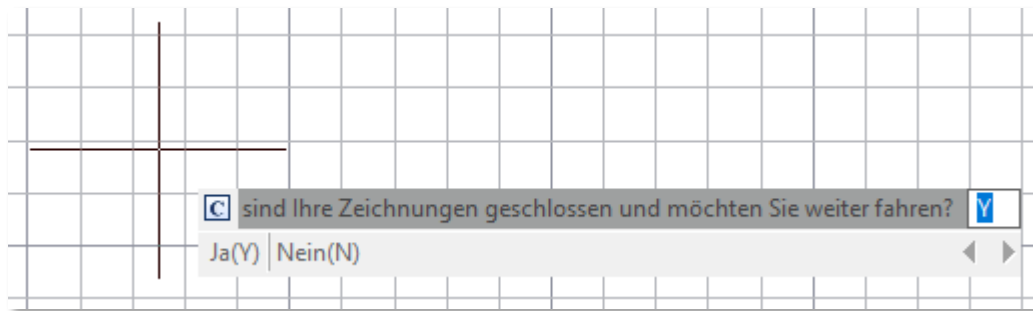 C sind Ihre Zeichnungen geschlossen und möchten Sie weiter fahren? Y
Ja(Y) Nein(N)